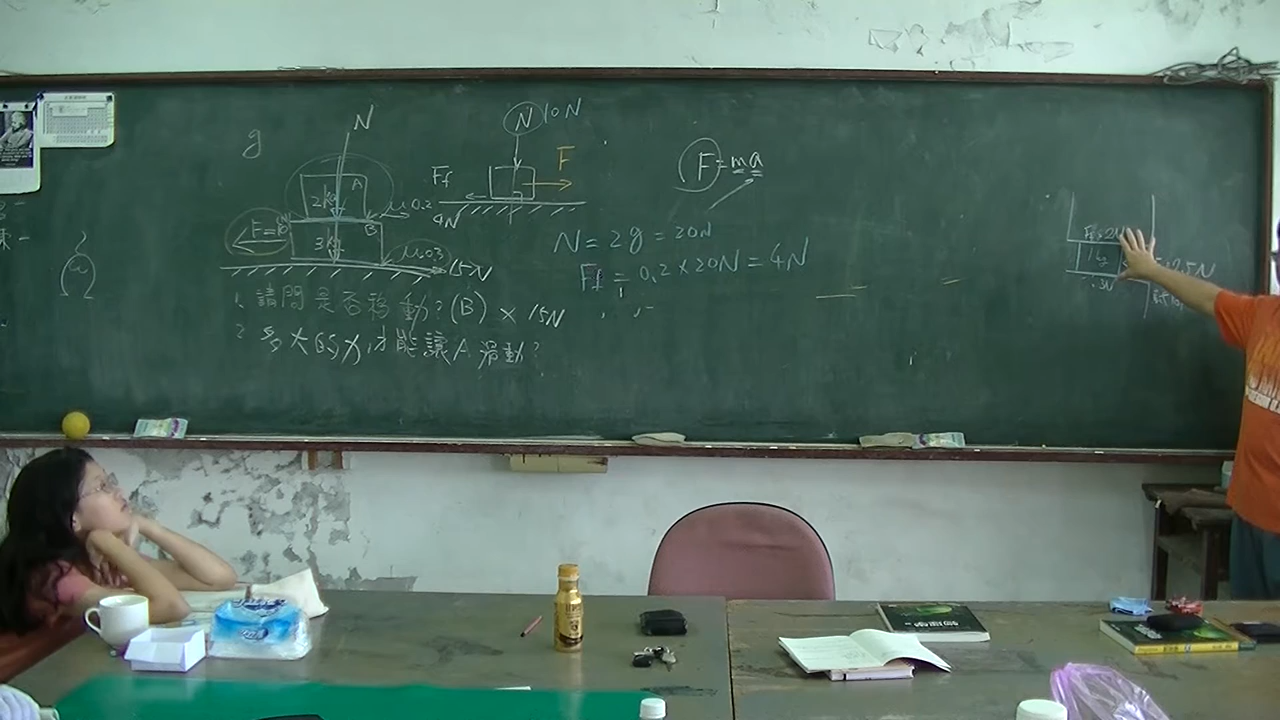 g
N
A
2kg
μ=0.2
F=
B
3kg
μ=0.3
15N
N 10N
F
Ff
4N
F=ma
N=2g=20N
Ff=0.2×20N=4N
1. 請問是否移動?(B) × 15N
2. 多大的力,才能讓A滑動?
1kg